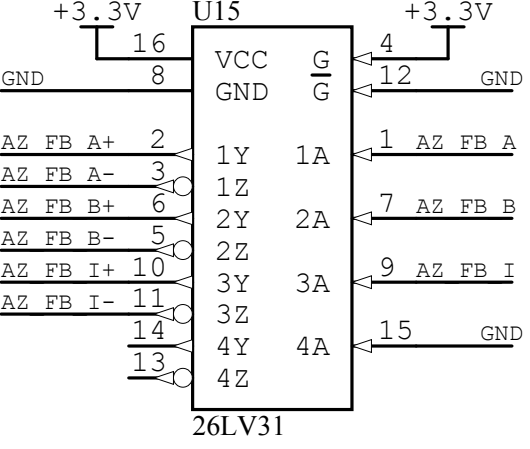 +3.3V U15 +3.3V
16 VCC G 4
GND 8 GND G 12 GND
AZ FB A+ 2 1Y 1A 1 AZ FB A
AZ FB A- 3 1Z
AZ FB B+ 6 2Y 2A 7 AZ FB B
AZ FB B- 5 2Z
AZ FB I+ 10 3Y 3A 9 AZ FB I
AZ FB I- 11 3Z
14 4Y 4A 15 GND
13 4Z
26LV31